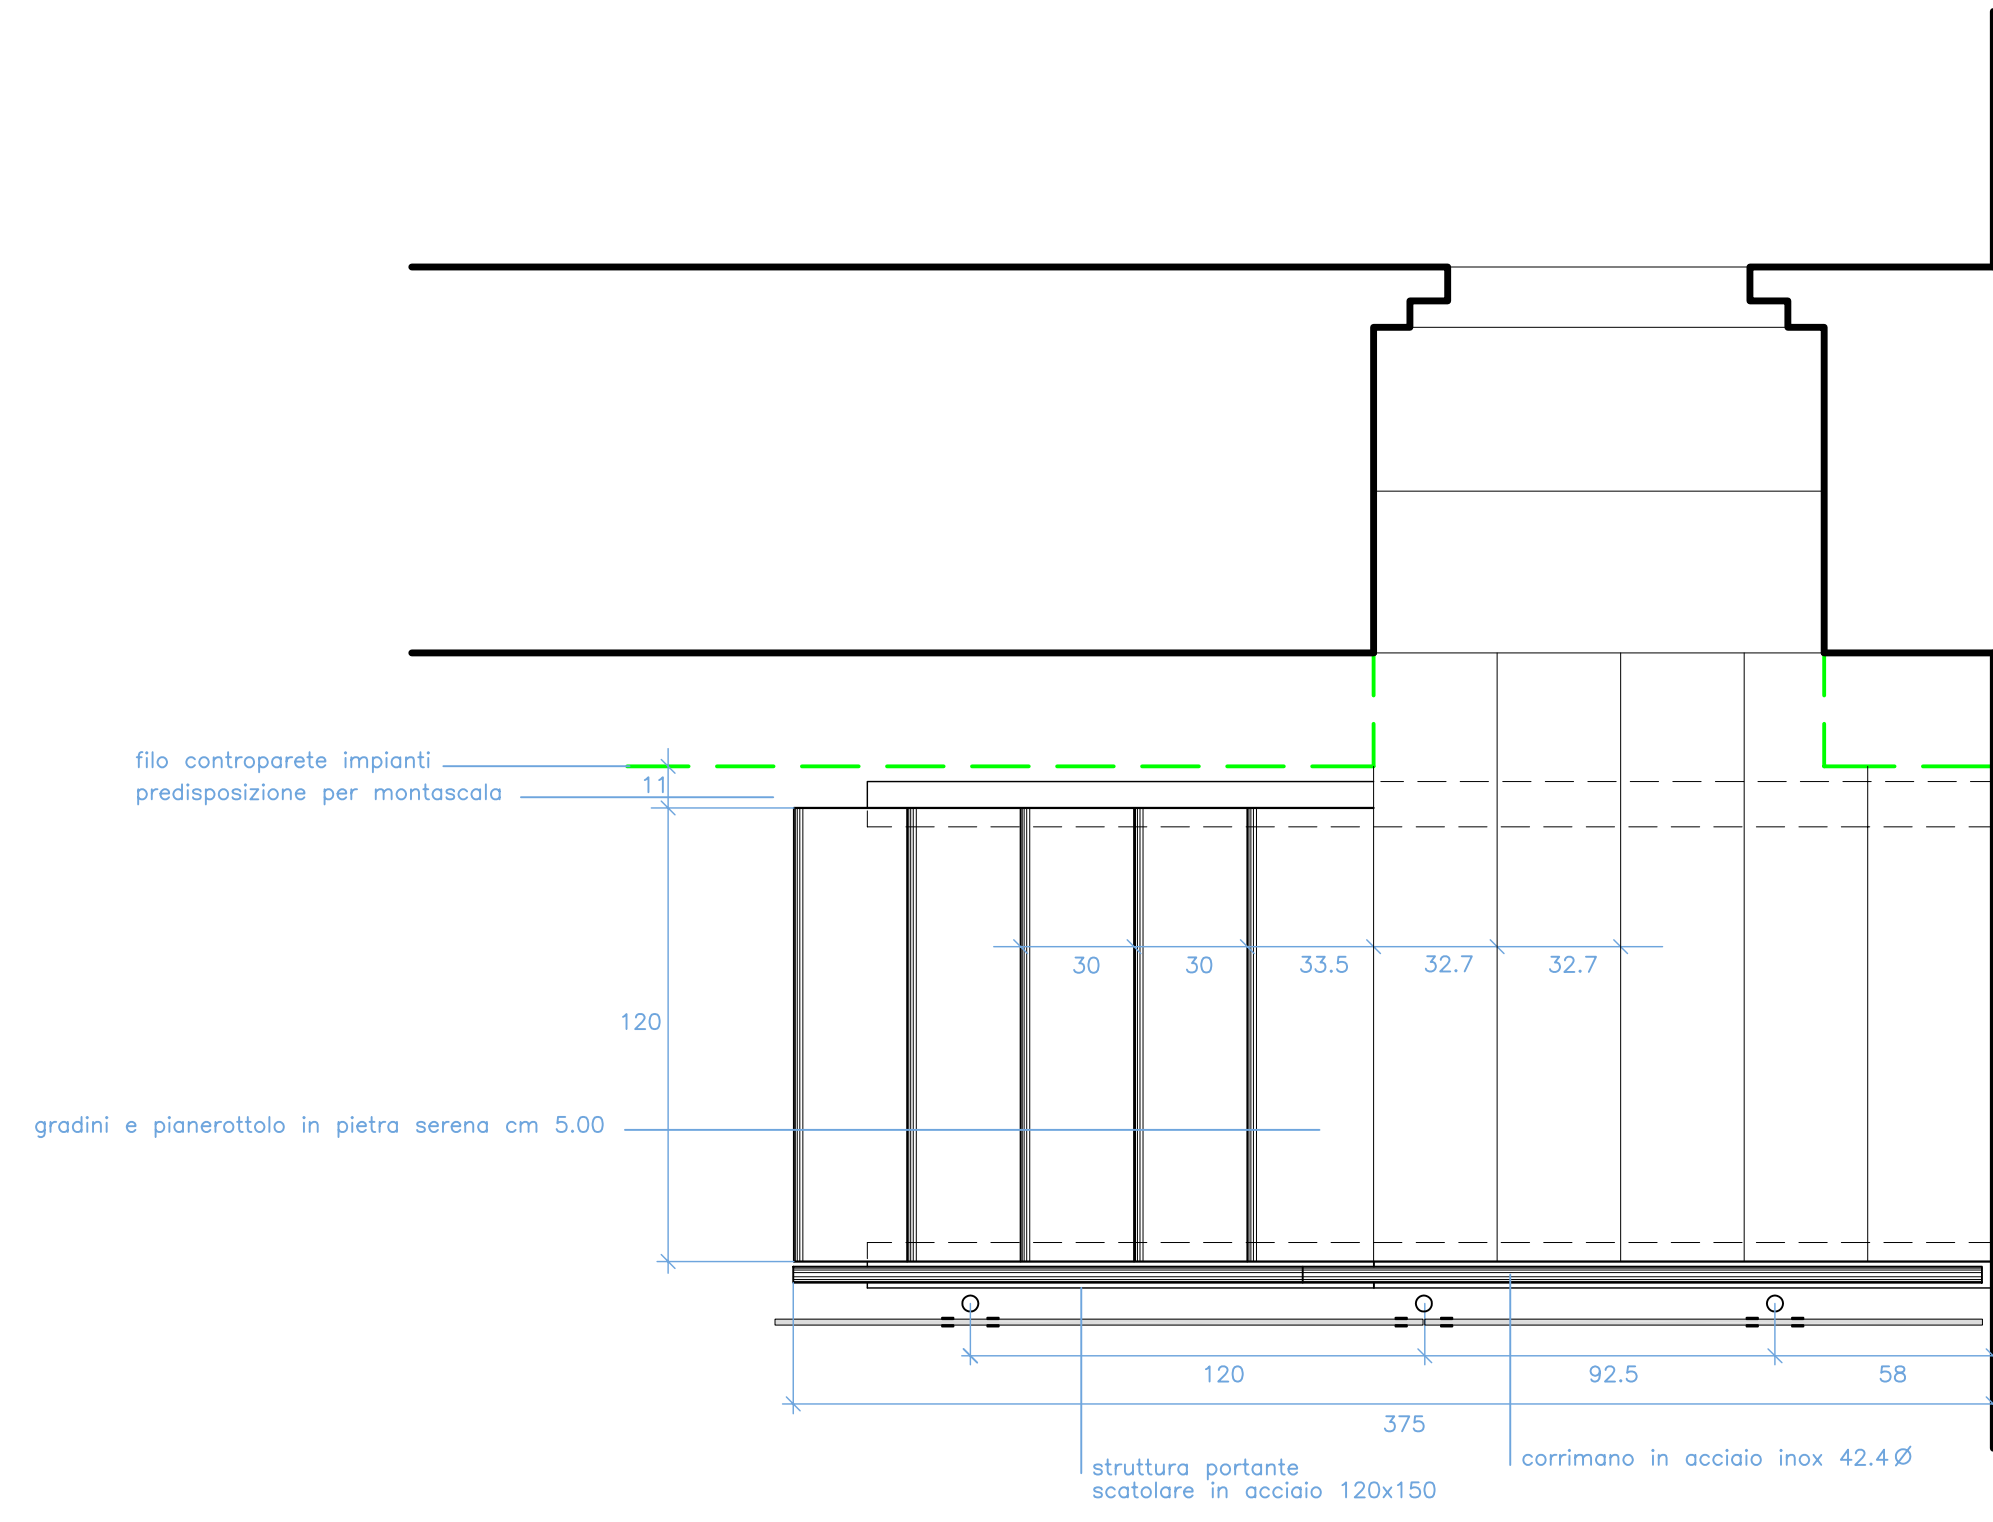 filo controparete impianti
11
predisposizione per montascala
30 30 33.5 32.7 32.7
120
gradini e pianerottolo in pietra serena cm 5.00
120 92.5 58
375
struttura portante
scatolare in acciaio 120x150
corrimano in acciaio inox 42.4Ø